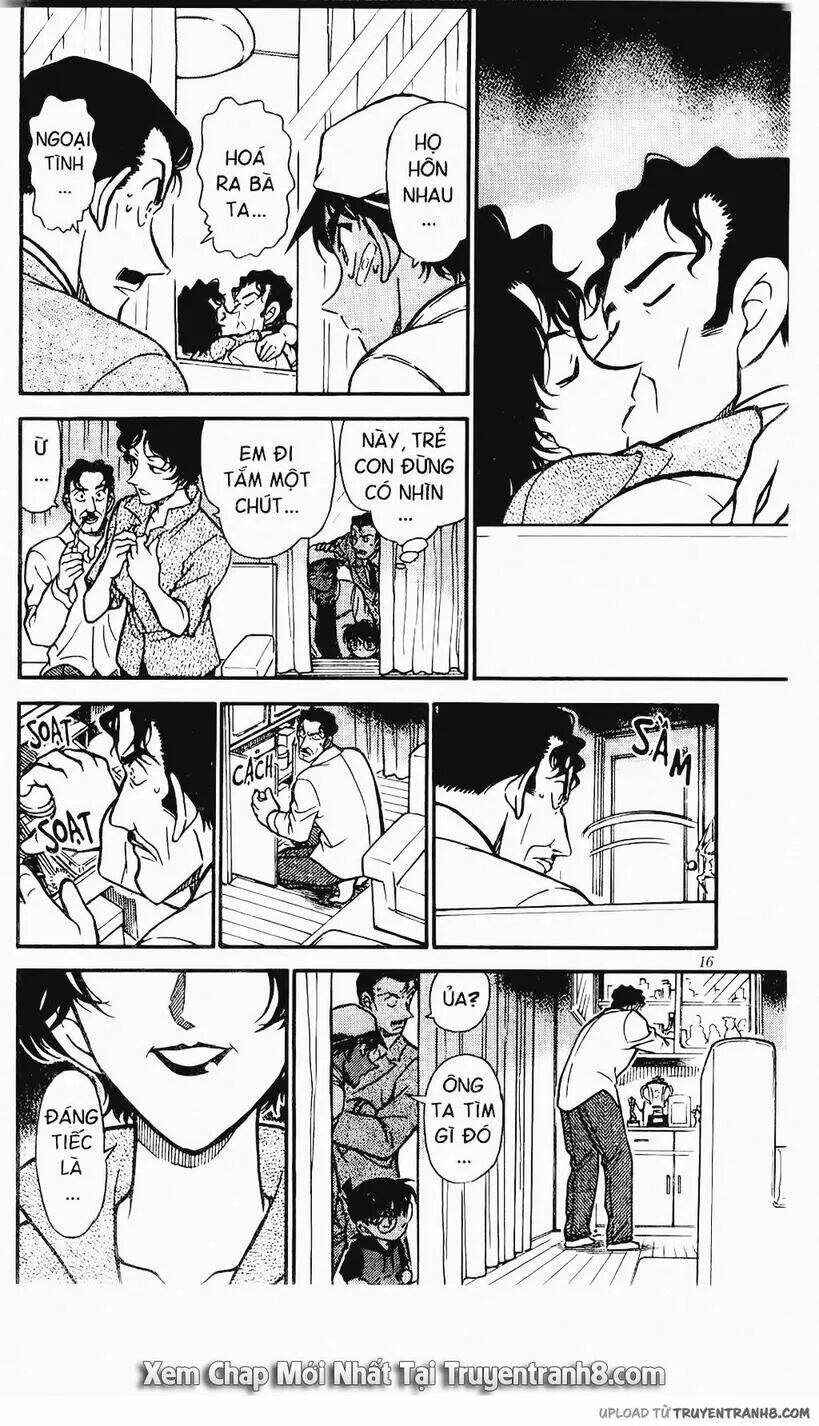 HỌ
HÔN
NHAU
...
HOÁ
RA BÀ
TA...
NGOẠI
TÌNH
...
NÀY, TRẺ
CON ĐỪNG
CÓ NHÌN
...
EM ĐI
TẮM MỘT
CHÚT...
Ừ
...
SẦM
CẠCH
SOẠT
SOẠT
16
ỦA?
ÔNG
TA TÌM
GÌ ĐÓ
...
ĐÁNG
TIẾC
LÀ
...
Xem Chap Mới Nhất Tại Truyentranh8.com
UPLOAD TỪ TRUYENTRANH8.COM